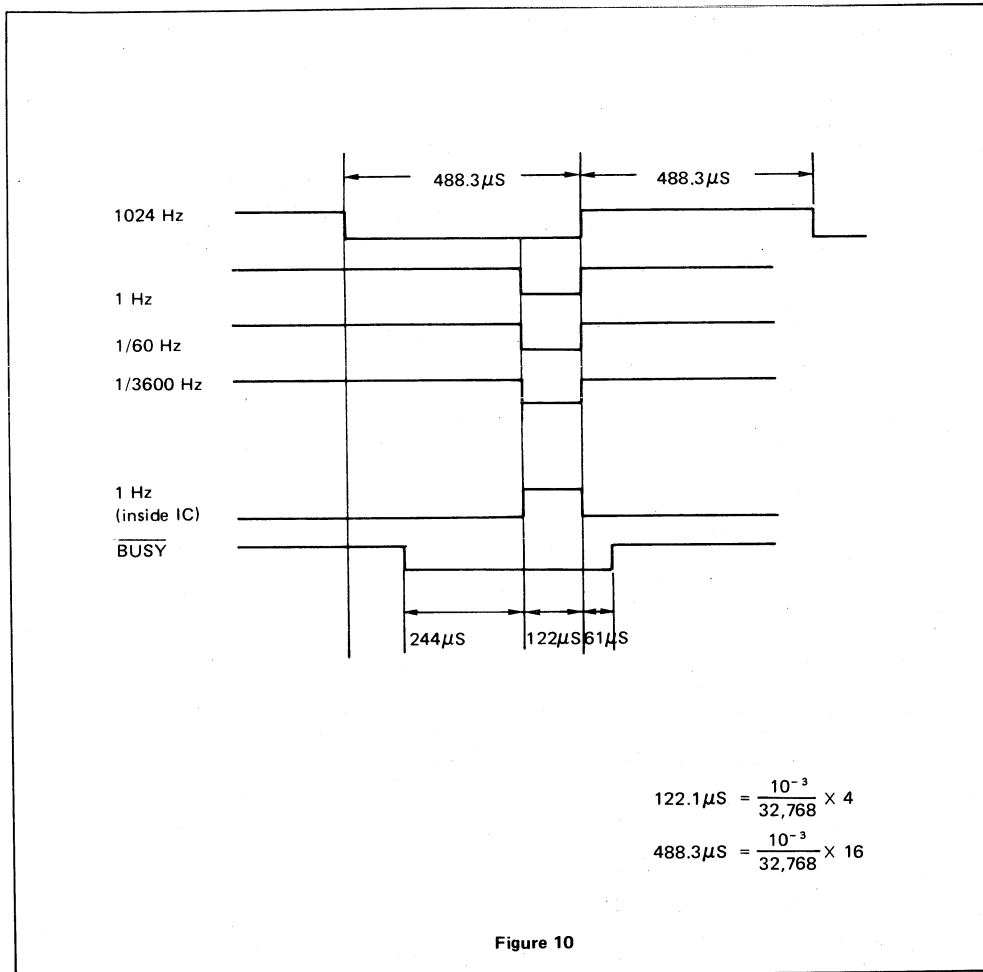 488.3μS 488.3μS
1024 Hz
1 Hz
1/60 Hz
1/3600 Hz
1 Hz
(inside IC)
BUSY
244μS 122μS 61μS
122.1μS = 10⁻³/32,768 × 4
488.3μS = 10⁻³/32,768 × 16
Figure 10